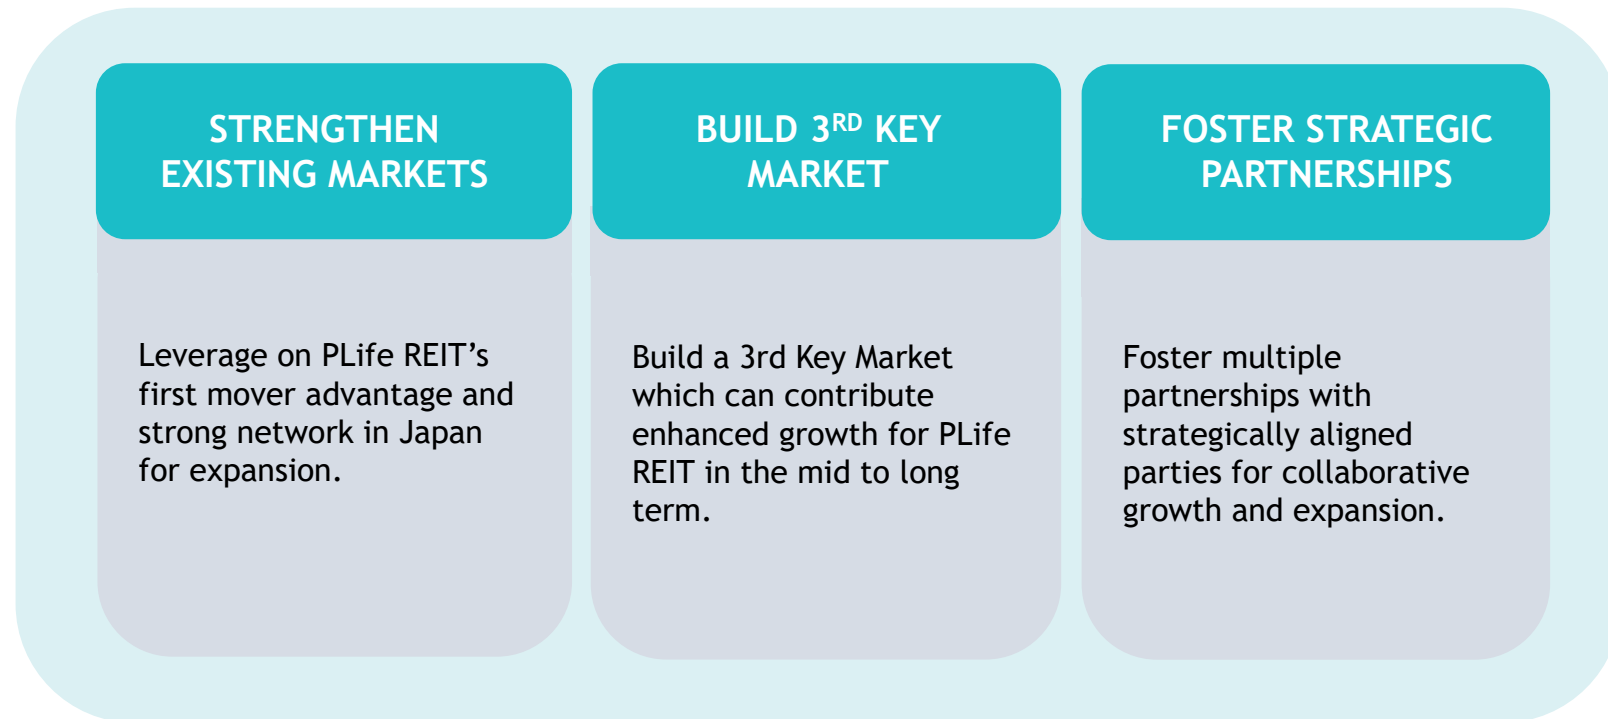 STRENGTHEN
EXISTING MARKETS
Leverage on PLife REIT’s
first mover advantage and
strong network in Japan
for expansion.
BUILD 3RD KEY
MARKET
Build a 3rd Key Market
which can contribute
enhanced growth for PLife
REIT in the mid to long
term.
FOSTER STRATEGIC
PARTNERSHIPS
Foster multiple
partnerships with
strategically aligned
parties for collaborative
growth and expansion.